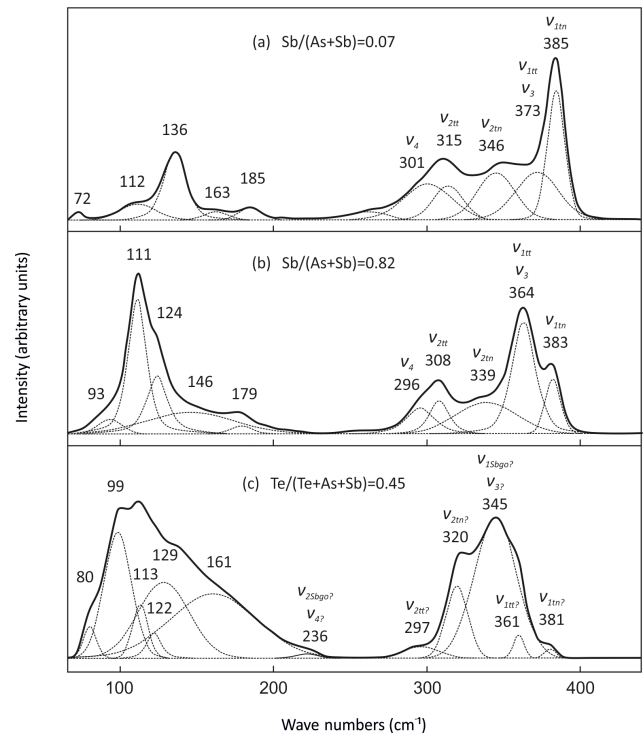 Intensity (arbitrary units)
(a) Sb/(As+Sb)=0.07
72
112
136
163
185
ν4
301
ν2tt
315
ν2tn
346
ν1tt
ν3
373
ν1tn
385
(b) Sb/(As+Sb)=0.82
93
111
124
146
179
ν4
296
ν2tt
308
ν2tn
339
ν1tt
ν3
364
ν1tn
383
(c) Te/(Te+As+Sb)=0.45
80
99
113
122
129
161
ν2Sbgo?
ν4?
236
ν2tt?
297
ν2tn?
320
ν1Sbgo?
ν3?
345
ν1tt?
361
ν1tn?
381
100 200 300 400
Wave numbers (cm⁻¹)